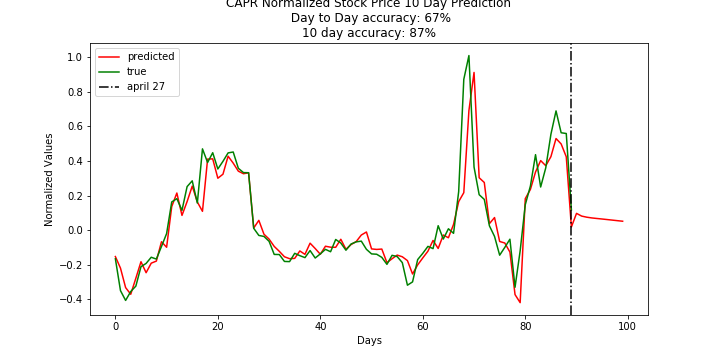 CAPR Normalized Stock Price 10 Day Prediction
Day to Day accuracy: 67%
10 day accuracy: 87%
predicted
true
april 27
Normalized Values
1.0
0.8
0.6
0.4
0.2
0.0
−0.2
−0.4
0 20 40 60 80 100
Days